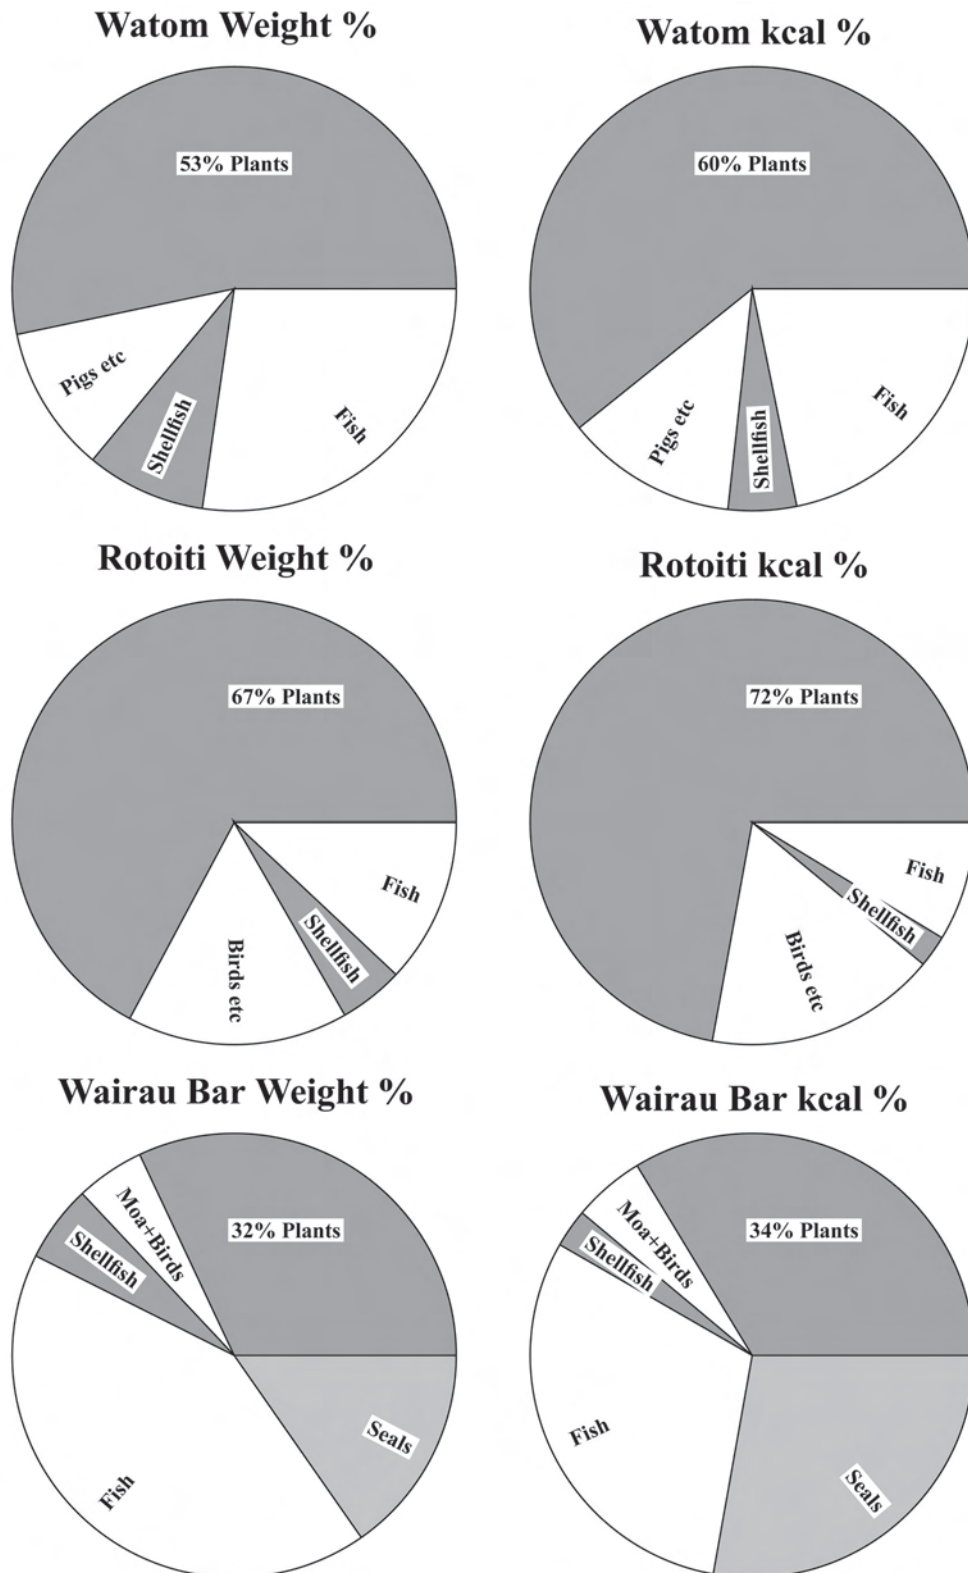 Watom Weight %
53% Plants
Pigs etc
Shellfish
Fish
Watom kcal %
60% Plants
Pigs etc
Shellfish
Fish
Rotoiti Weight %
67% Plants
Birds etc
Shellfish
Fish
Rotoiti kcal %
72% Plants
Birds etc
Shellfish
Fish
Wairau Bar Weight %
32% Plants
Moa+Birds
Shellfish
Fish
Seals
Wairau Bar kcal %
34% Plants
Moa+Birds
Shellfish
Fish
Seals